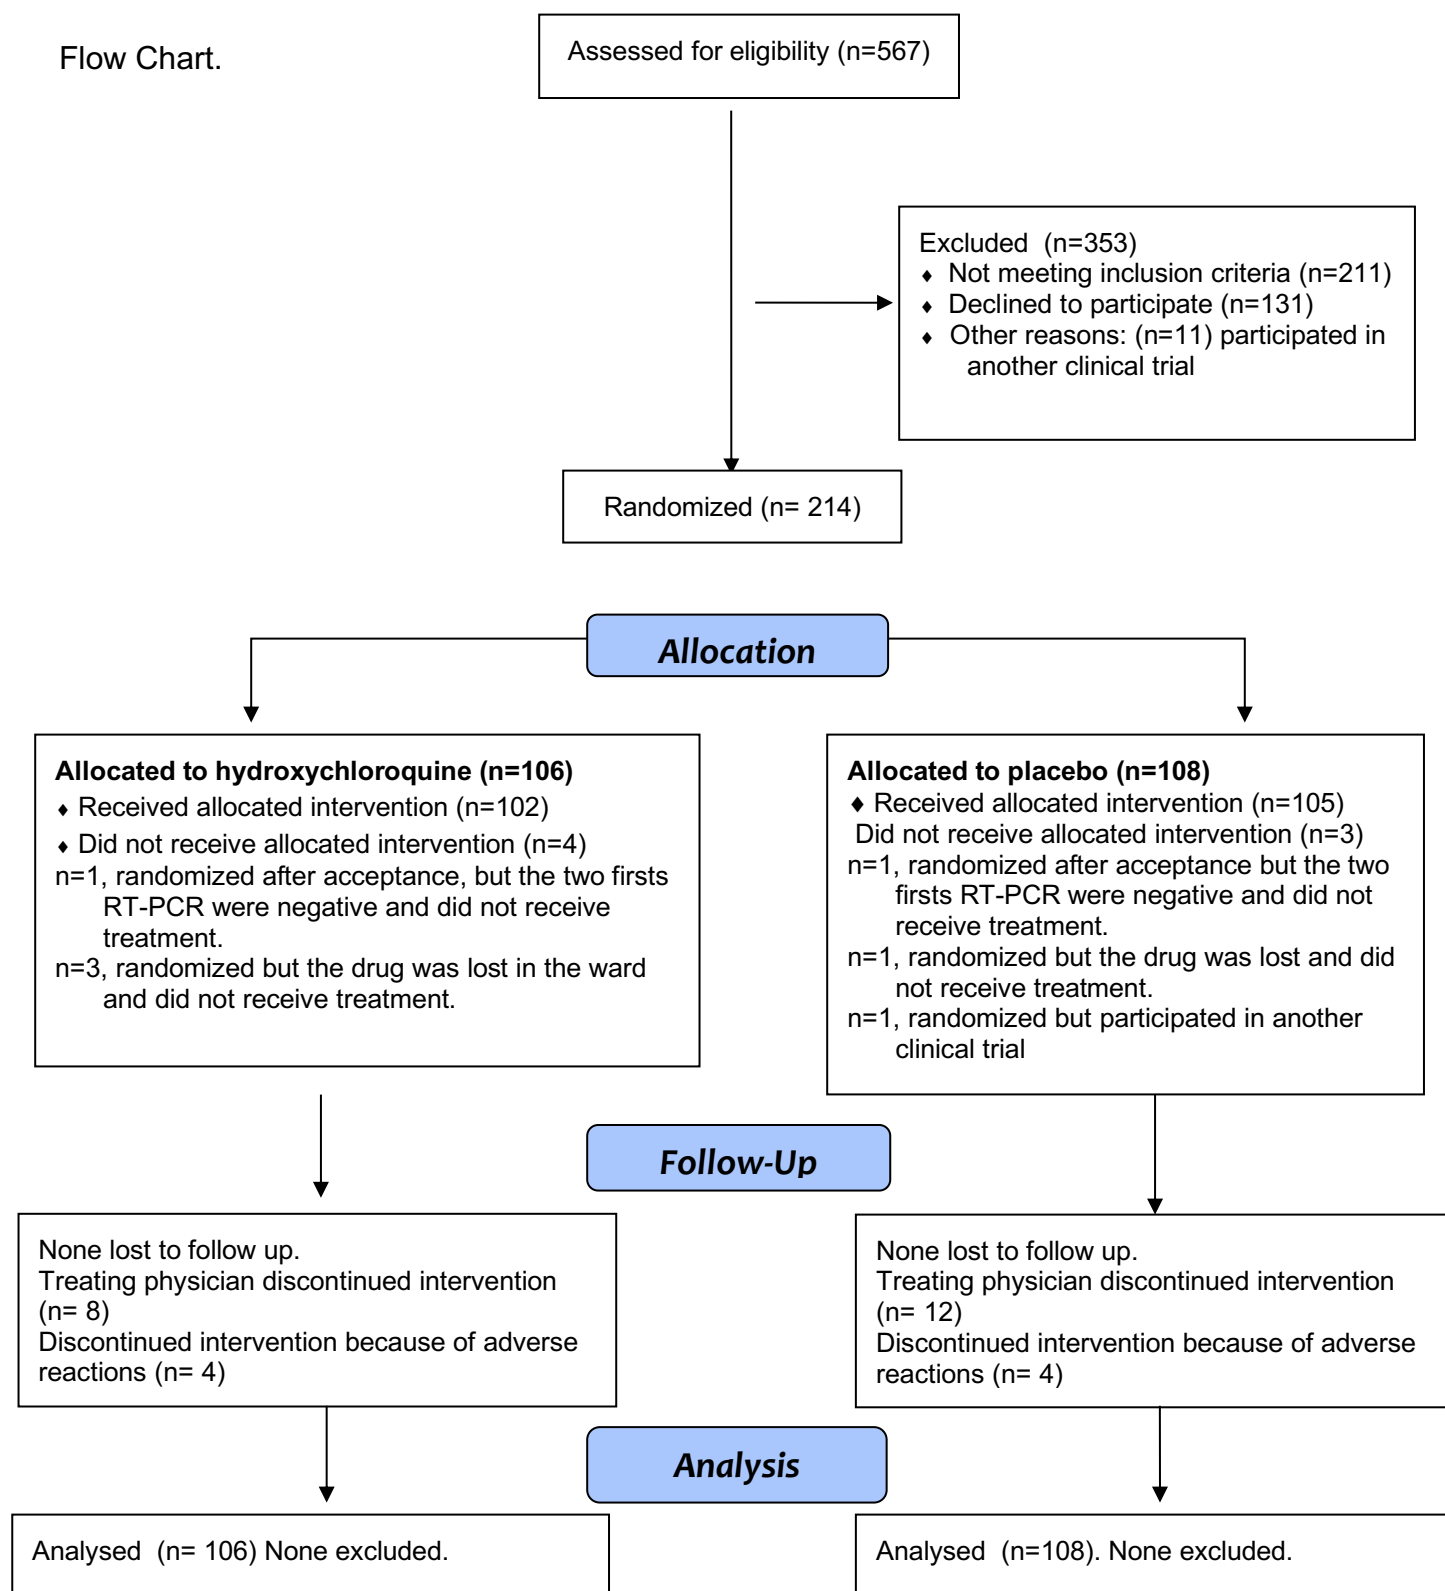 Flow Chart.
Assessed for eligibility (n=567)
Excluded  (n=353)
♦ Not meeting inclusion criteria (n=211)
♦ Declined to participate (n=131)
♦ Other reasons: (n=11) participated in
another clinical trial
Randomized (n= 214)
Allocation
Allocated to hydroxychloroquine (n=106)
♦ Received allocated intervention (n=102)
♦ Did not receive allocated intervention (n=4)
n=1, randomized after acceptance, but the two firsts
RT-PCR were negative and did not receive
treatment.
n=3, randomized but the drug was lost in the ward
and did not receive treatment.
Allocated to placebo (n=108)
♦ Received allocated intervention (n=105)
Did not receive allocated intervention (n=3)
n=1, randomized after acceptance but the two
firsts RT-PCR were negative and did not
receive treatment.
n=1, randomized but the drug was lost and did
not receive treatment.
n=1, randomized but participated in another
clinical trial
Follow-Up
None lost to follow up.
Treating physician discontinued intervention
(n= 8)
Discontinued intervention because of adverse
reactions (n= 4)
None lost to follow up.
Treating physician discontinued intervention
(n= 12)
Discontinued intervention because of adverse
reactions (n= 4)
Analysis
Analysed  (n= 106) None excluded.
Analysed  (n=108). None excluded.